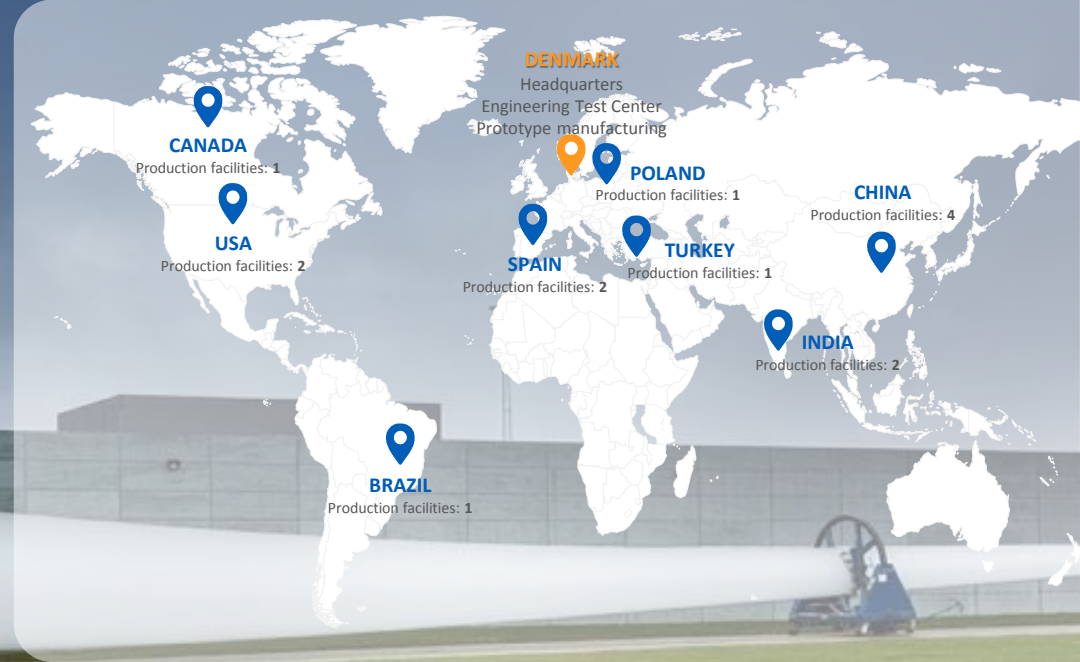 DENMARK
Headquarters
Engineering Test Center
Prototype manufacturing
CANADA
Production facilities: 1
POLAND
Production facilities: 1
CHINA
Production facilities: 4
USA
Production facilities: 2
TURKEY
Production facilities: 1
SPAIN
Production facilities: 2
INDIA
Production facilities: 2
BRAZIL
Production facilities: 1